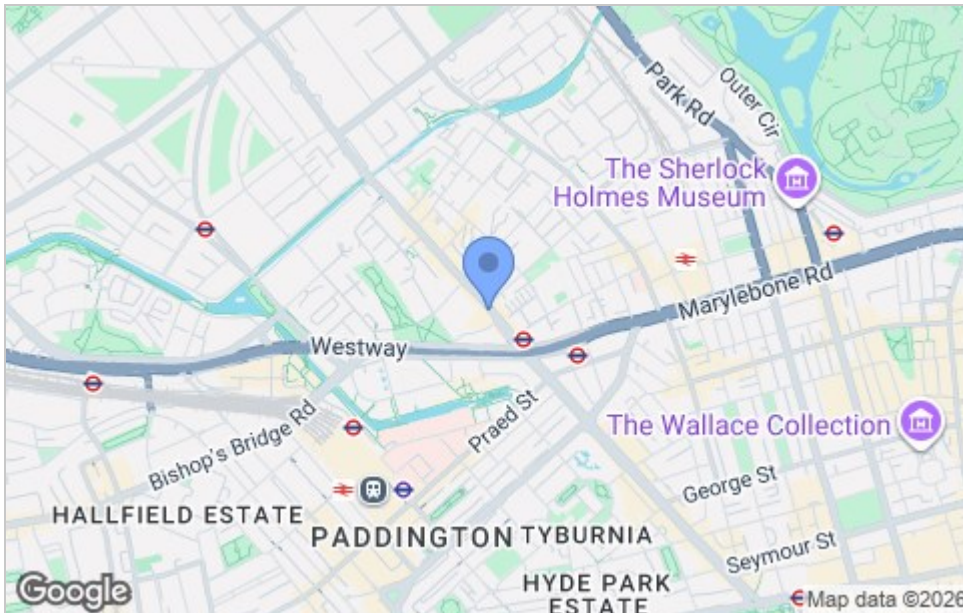 Park Rd
Outer Cir
The Sherlock
Holmes Museum
Marylebone Rd
Westway
Bishop's Bridge Rd
Praed St
The Wallace Collection
George St
HALLFIELD ESTATE
PADDINGTON
TYBURNIA
Seymour St
HYDE PARK
ESTATE
Google
Map data ©2026